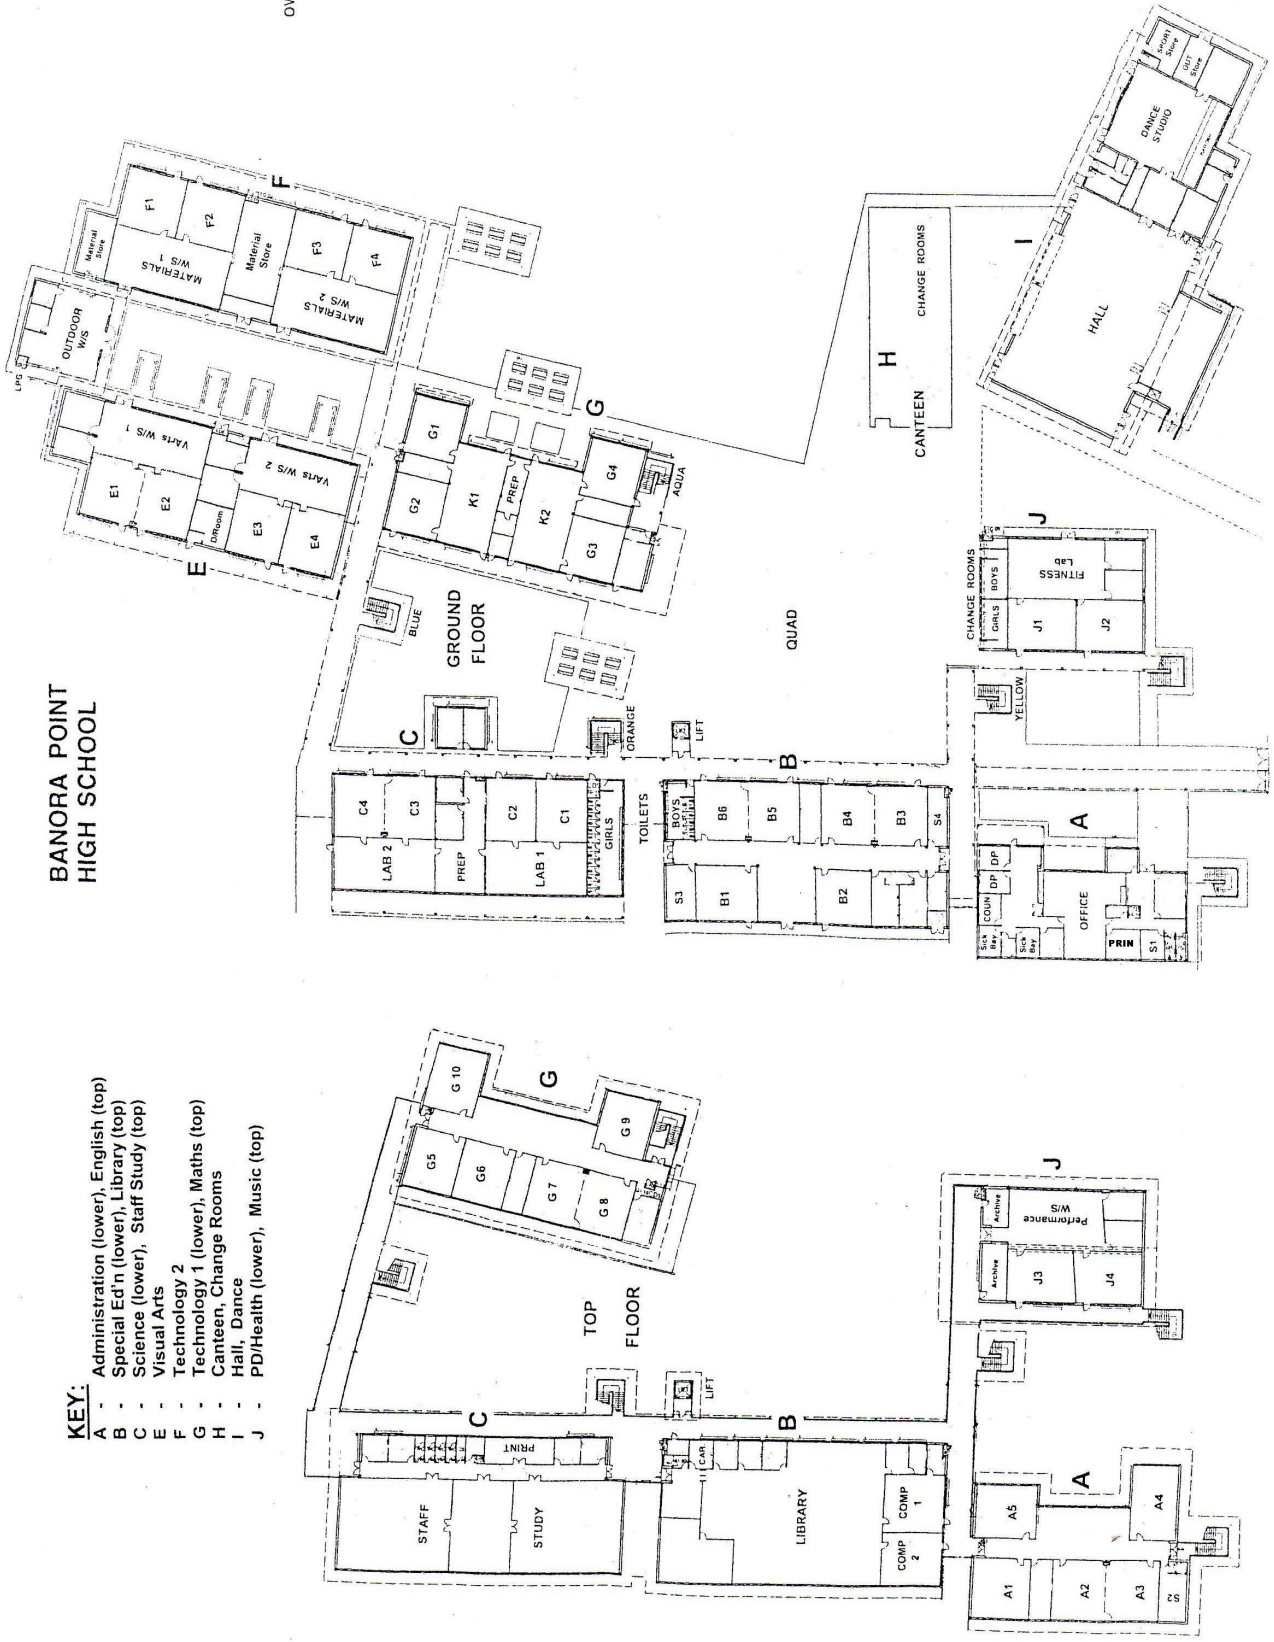 BANORA POINT
HIGH SCHOOL
KEY:
A - Administration (lower), English (top)
B - Special Ed'n (lower), Library (top)
C - Science (lower), Staff Study (top)
E - Visual Arts
F - Technology 2
G - Technology 1 (lower), Maths (top)
H - Canteen, Change Rooms
I - Hall, Dance
J - PD/Health (lower), Music (top)
GROUND
FLOOR
E
E1
E2
D/Room
E3
E4
VArts W/S 1
VArts W/S 2
LPG
OUTDOOR
W/S
Material
Store
F
F1
F2
F3
F4
MATERIALS
W/S 1
Material
Store
MATERIALS
W/S 2
BLUE
G
G1
G2
K1
PREP
K2
G3
G4
AQUA
C
C4
C3
C2
C1
LAB 2
PREP
LAB 1
GIRLS
ORANGE
TOILETS
LIFT
B
BOYS
B6
B5
B4
B3
S4
S3
B1
B2
QUAD
H
CANTEEN
CHANGE ROOMS
I
HALL
DANCE
STUDIO
SPORT
Store
OUT
Store
J
CHANGE ROOMS
GIRLS
BOYS
FITNESS
Lab
J1
J2
YELLOW
A
DP
DP
COUN
Sick
Bay
Sick
Bay
OFFICE
PRIN
S1
TOP
FLOOR
G
G 10
G5
G6
G 7
G 8
G 9
C
PRINT
STAFF
STUDY
LIFT
B
CAR.
LIBRARY
COMP
1
COMP
2
J
Archive
Archive
Performance
W/S
J3
J4
A
A5
A4
A1
A2
A3
S2